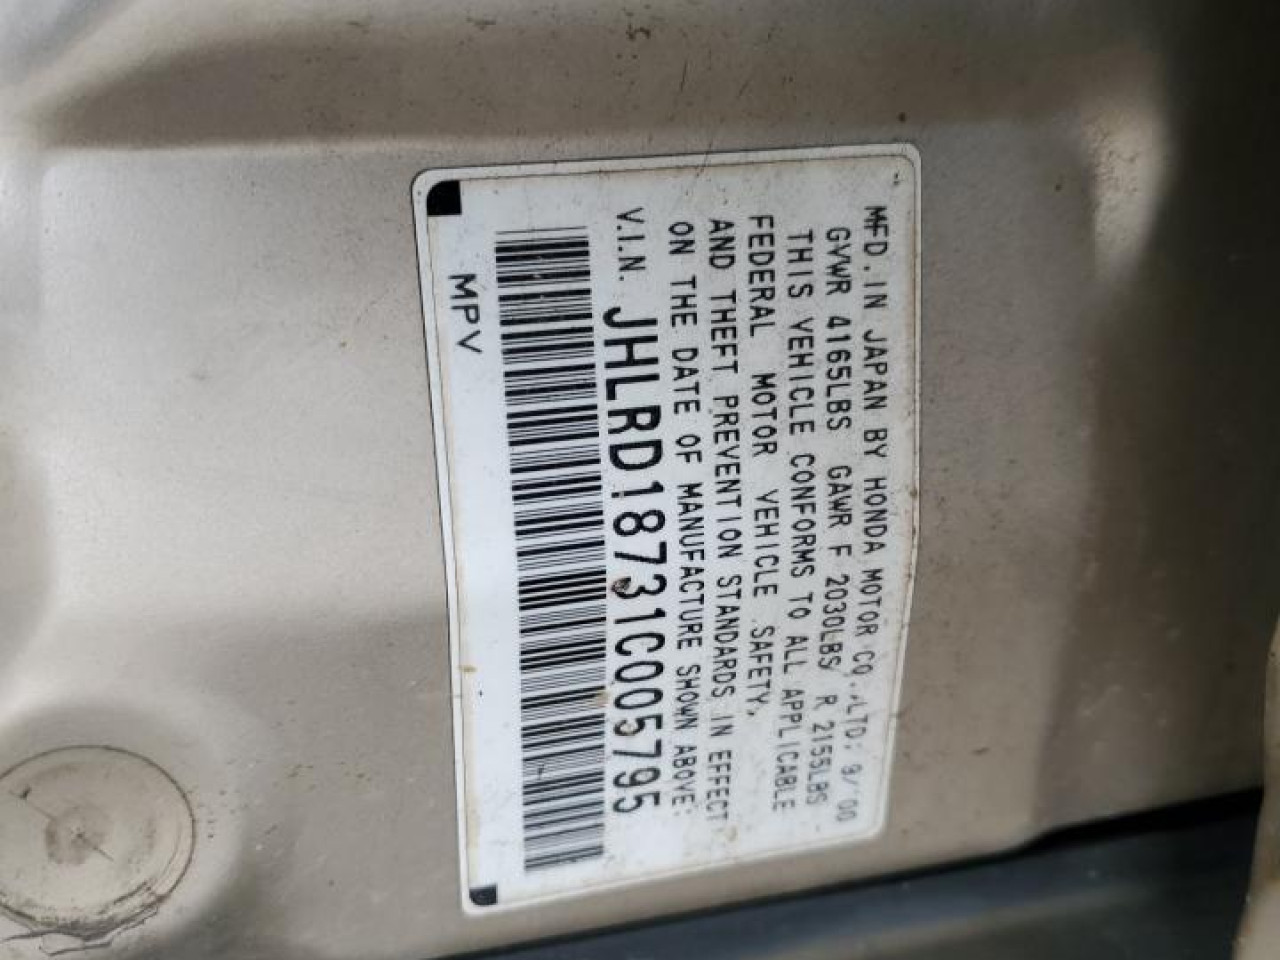 MFD. IN JAPAN BY HONDA MOTOR CO., LTD: 9/'00
GVWR 4165LBS GAWR F 2030LBS R 2155LBS
THIS VEHICLE CONFORMS TO ALL APPLICABLE
FEDERAL MOTOR VEHICLE SAFETY,
AND THEFT PREVENTION STANDARDS IN EFFECT
ON THE DATE OF MANUFACTURE SHOWN ABOVE:
V.I.N. JHLRD18731C005795
MPV